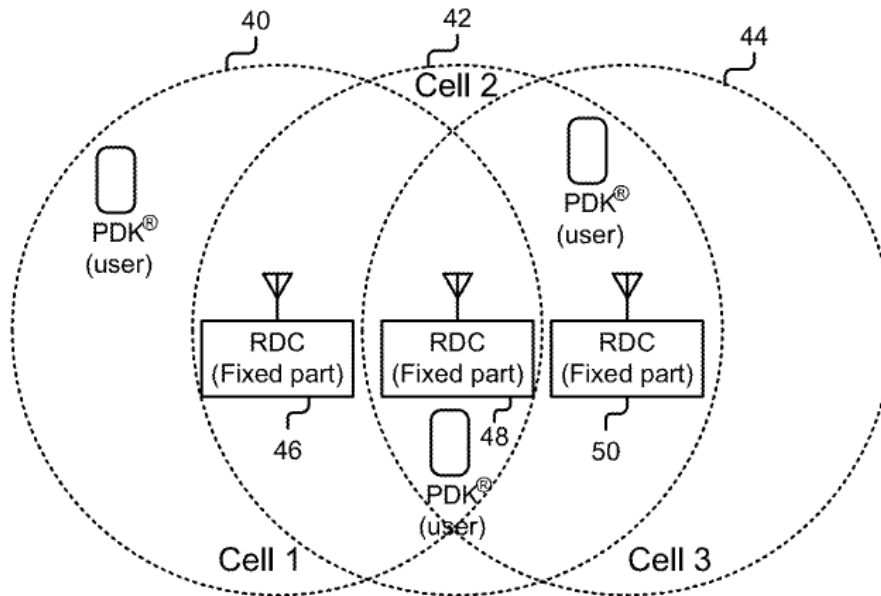 40
42
44
Cell 2
PDK®
(user)
PDK®
(user)
RDC
(Fixed part)
RDC
(Fixed part)
RDC
(Fixed part)
46
48
50
PDK®
(user)
Cell 1
Cell 3